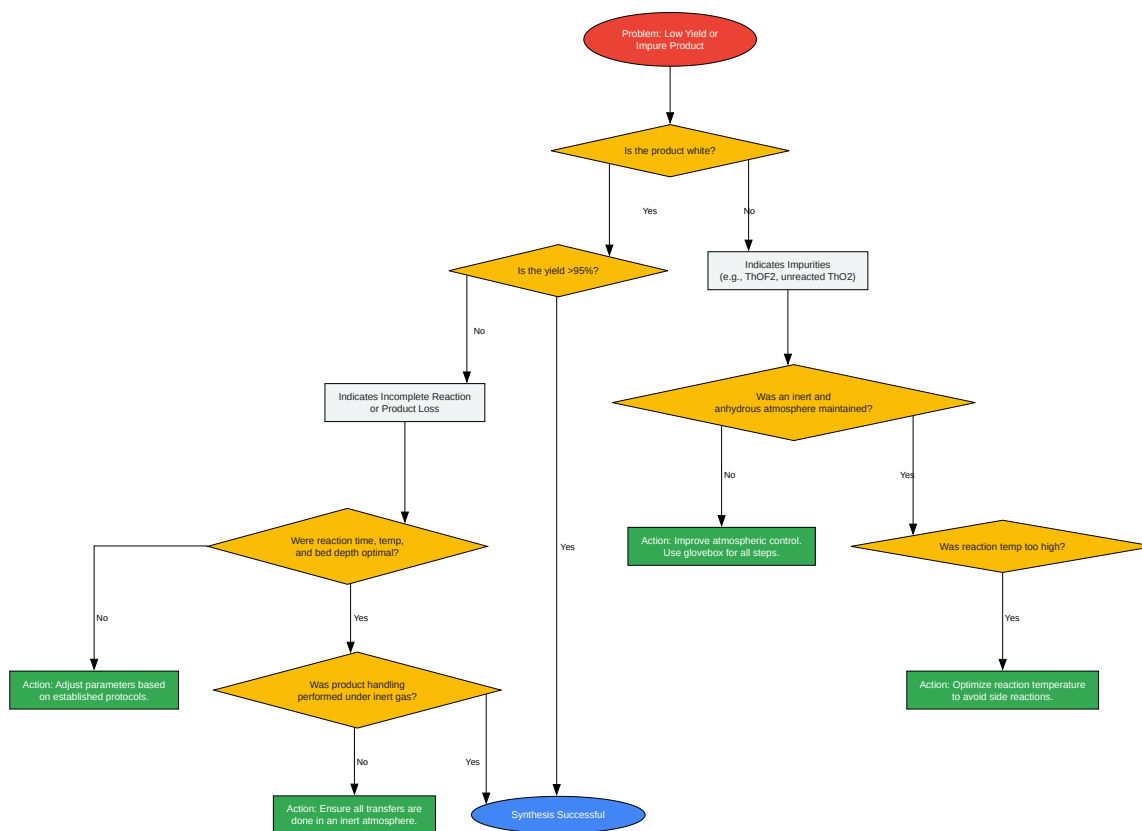 Problem: Low Yield or
Impure Product
Is the product white?
Yes
No
Is the yield >95%?
Indicates Impurities
(e.g., ThOF2, unreacted ThO2)
No
Indicates Incomplete Reaction
or Product Loss
Was an inert and
anhydrous atmosphere maintained?
No
Yes
Were reaction time, temp,
and bed depth optimal?
Yes
Action: Improve atmospheric control.
Use glovebox for all steps.
Was reaction temp too high?
No
Yes
Yes
Action: Adjust parameters based
on established protocols.
Was product handling
performed under inert gas?
Action: Optimize reaction temperature
to avoid side reactions.
No
Yes
Action: Ensure all transfers are
done in an inert atmosphere.
Synthesis Successful